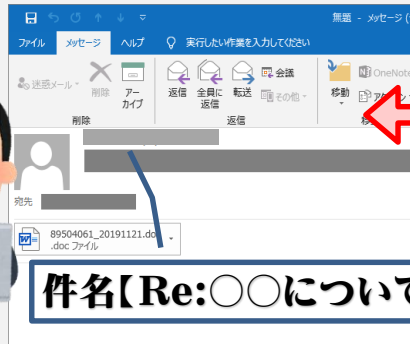 無題 - メッセージ (
ファイル メッセージ ヘルプ 実行したい作業を入力してください
迷惑メール 削除 アー
カイブ 返信 全員に
返信 転送 会議 その他 移動 OneNote
削除 返信
宛先
89504061_20191121.do
.doc ファイル
件名【Re:○○について